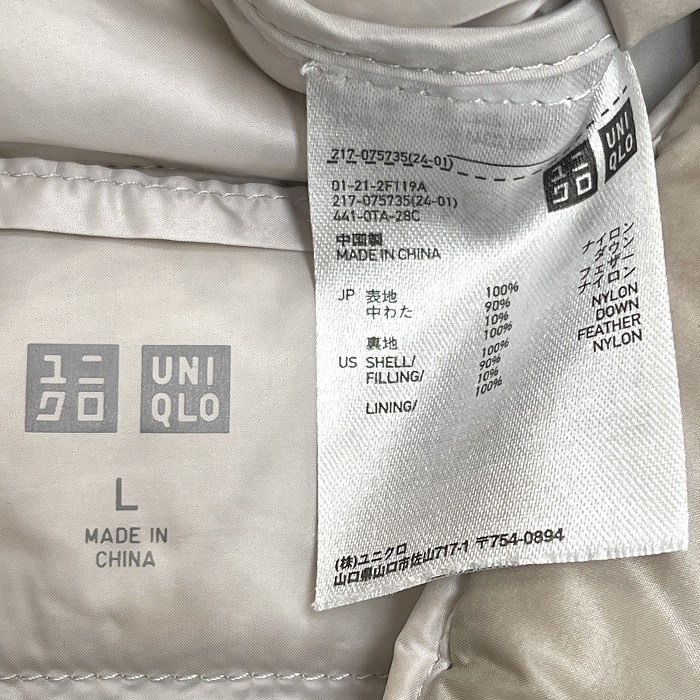 ユニ
クロ
UNI
QLO
L
MADE IN
CHINA
217-075735(24-01)
ユニ
クロ
UNI
QLO
01-21-2F119A
217-075735(24-01)
441-0TA-28C
中国製
MADE IN CHINA
JP 表地 100% ナイロン
中わた 90% ダウン
10% フェザー
裏地 100% ナイロン
US SHELL/ 100% NYLON
FILLING/ 90% DOWN
10% FEATHER
LINING/ 100% NYLON
(株)ユニクロ
山口県山口市佐山717-1 〒754-0894